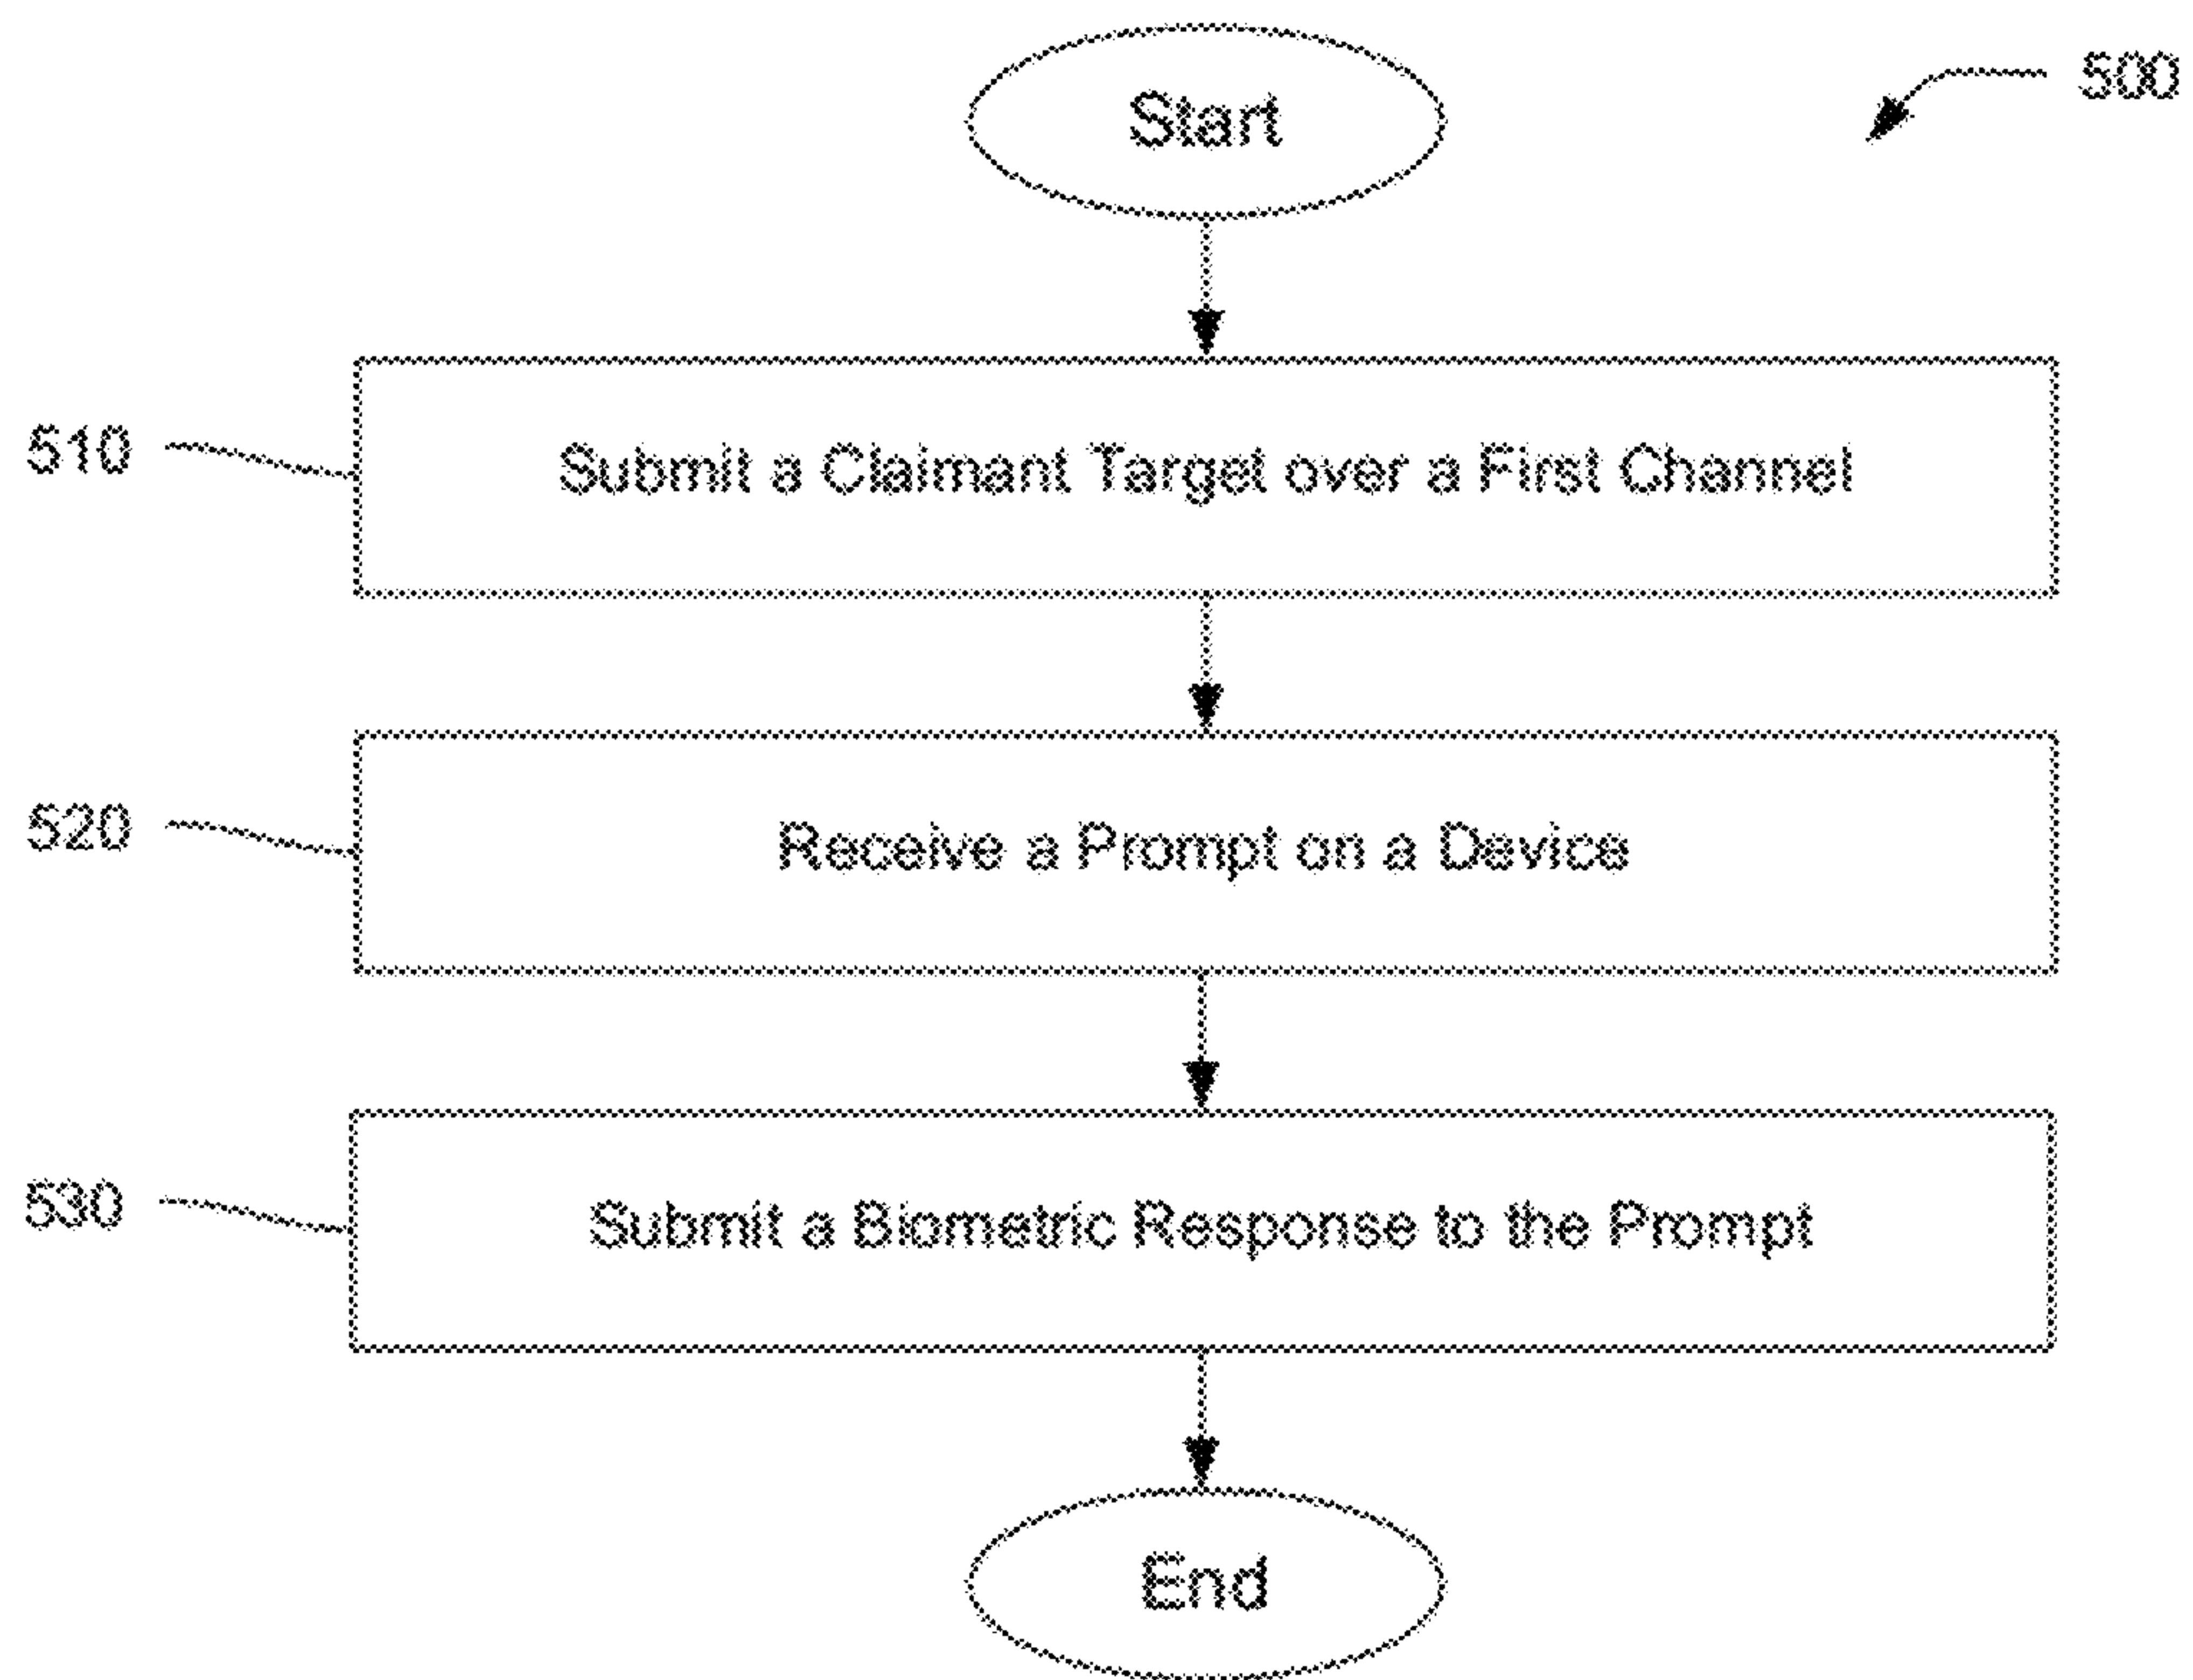 Start
500
510
Submit a Claimant Target over a First Channel
520
Receive a Prompt on a Device
530
Submit a Biometric Response to the Prompt
End